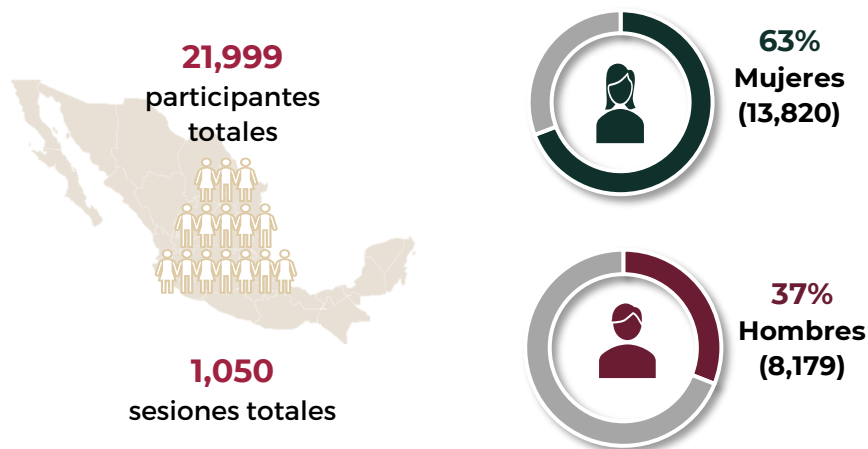 21,999
participantes
totales
1,050
sesiones totales
63%
Mujeres
(13,820)
37%
Hombres
(8,179)